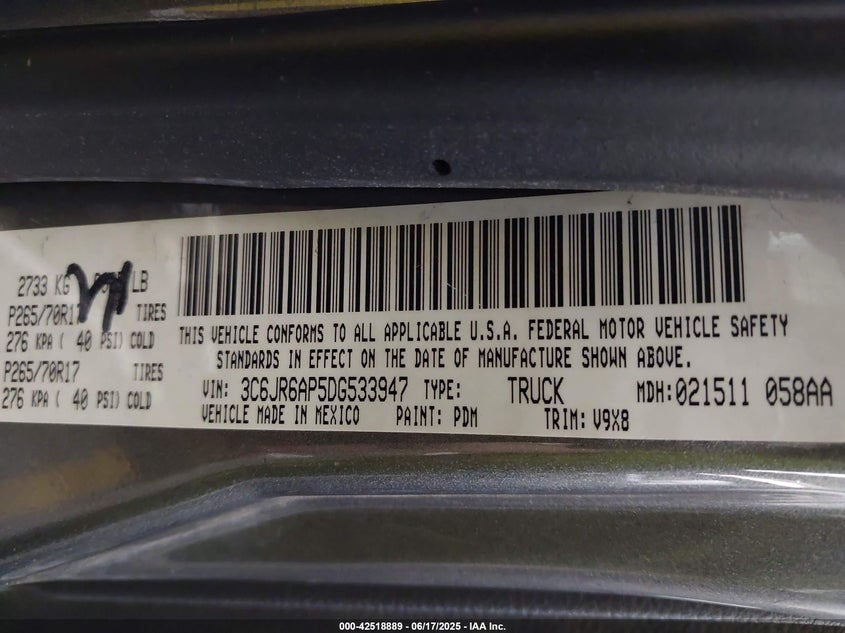 2733 KG LB
P265/70R17 TIRES
276 KPA ( 40 PSI) COLD
P265/70R17 TIRES
276 KPA ( 40 PSI) COLD
THIS VEHICLE CONFORMS TO ALL APPLICABLE U.S.A. FEDERAL MOTOR VEHICLE SAFETY
STANDARDS IN EFFECT ON THE DATE OF MANUFACTURE SHOWN ABOVE.
VIN: 3C6JR6AP5DG533947 TYPE: TRUCK MDH:021511 058AA
VEHICLE MADE IN MEXICO PAINT: PDM TRIM: V9X8
000-42518889 - 06/17/2025 - IAA Inc.